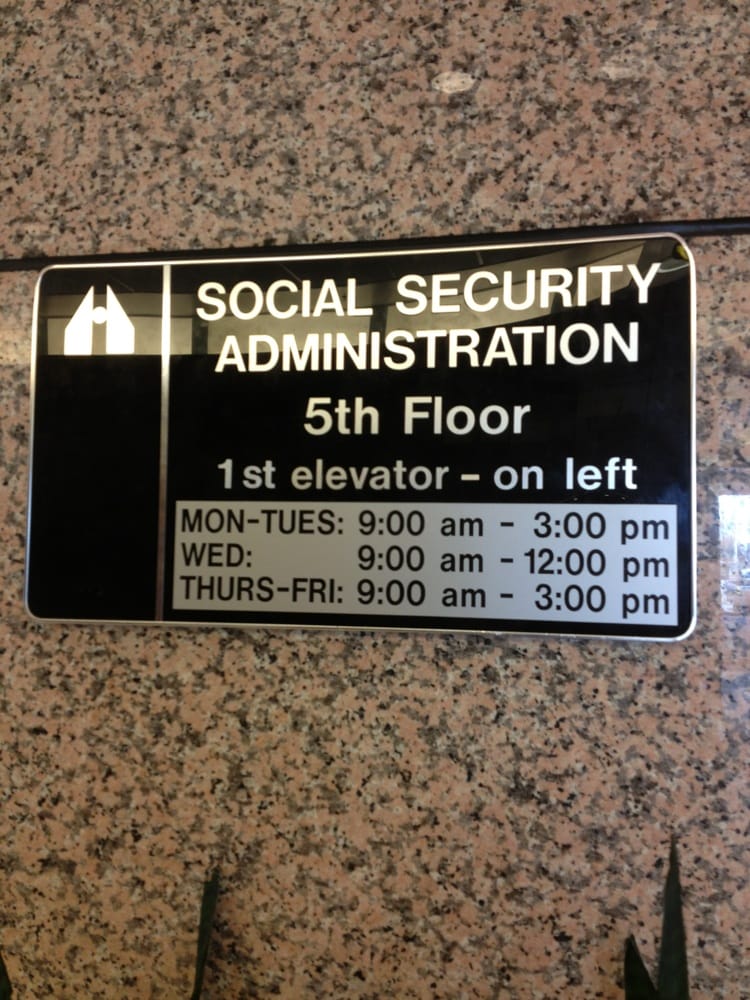 SOCIAL SECURITY
ADMINISTRATION
5th Floor
1st elevator - on left
MON-TUES: 9:00 am - 3:00 pm
WED: 9:00 am - 12:00 pm
THURS-FRI: 9:00 am - 3:00 pm